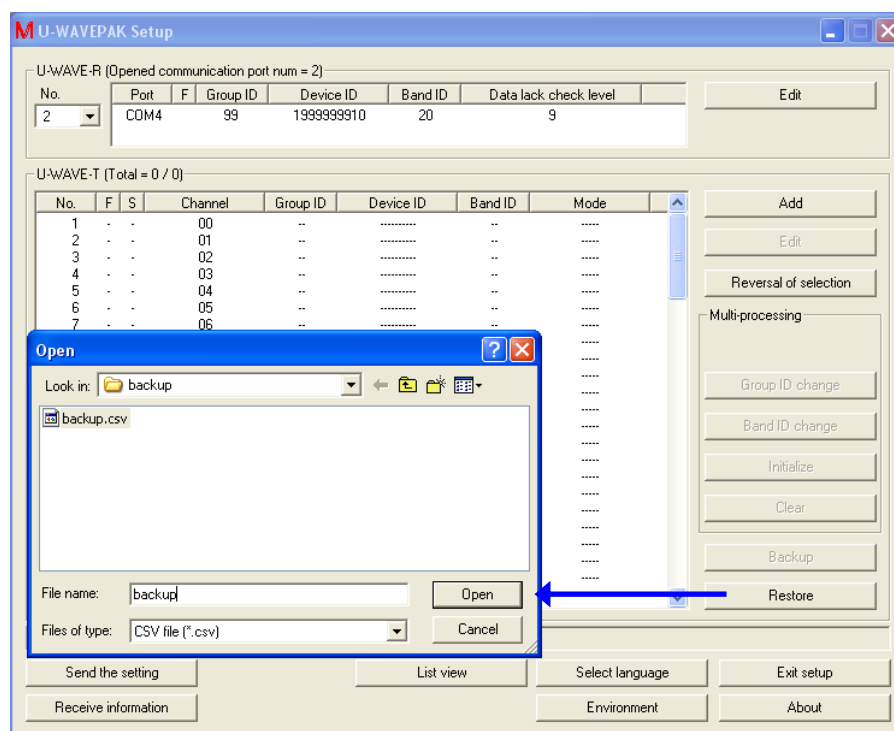 M U-WAVEPAK Setup
U-WAVE-R (Opened communication port num = 2)
No. Port F Group ID Device ID Band ID Data lack check level Edit
2 COM4 99 1999999910 20 9
U-WAVE-T (Total = 0 / 0)
No. F S Channel Group ID Device ID Band ID Mode Add
1 - - 00 -- ---------- -- -----
2 - - 01 -- ---------- -- ----- Edit
3 - - 02 -- ---------- -- -----
4 - - 03 -- ---------- -- ----- Reversal of selection
5 - - 04 -- ---------- -- -----
6 - - 05 -- ---------- -- -----
7 - - 06 -- ---------- -- ----- Multi-processing
Open
Look in: backup
Group ID change
backup.csv
Band ID change
Initialize
Clear
Backup
File name: backup Open
Restore
Files of type: CSV file (*.csv) Cancel
Send the setting List view Select language Exit setup
Receive information Environment About